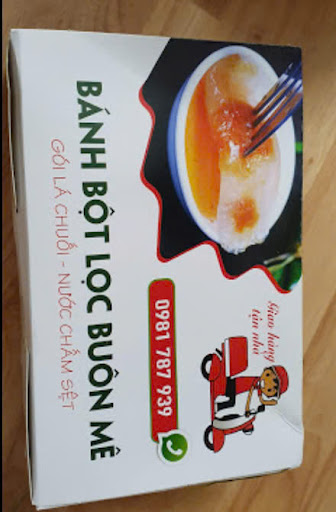 BÁNH BỘT LỌC BUÔN MÊ
GÓI LÁ CHUỐI - NƯỚC CHẤM SỆT
0981 787 939
Giao hàng
tận nhà